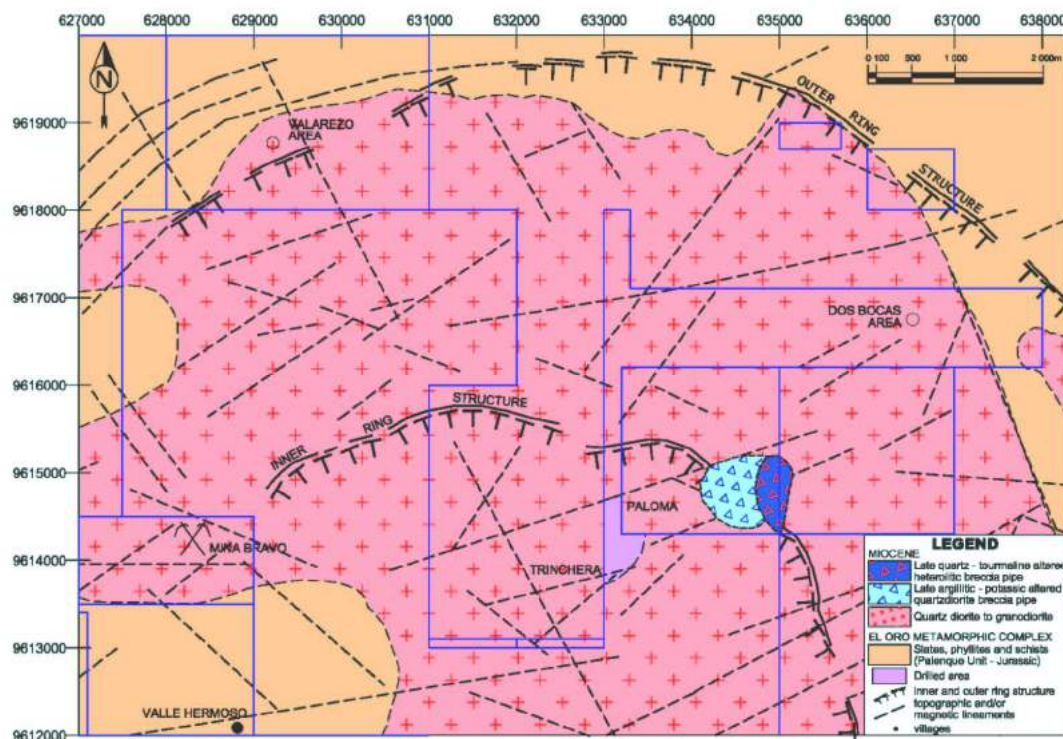 627000 628000 629000 630000 631000 632000 633000 634000 635000 636000 637000 638000
N
0 100 500 1 000 2 000m
OUTER RING STRUCTURE
9619000
VALAREZO
AREA
9618000
9617000
DOS BOCAS
AREA
9616000
INNER RING STRUCTURE
9615000
PALOMA
MINA BRAVO
9614000
TRINCHERA
9613000
VALLE HERMOSO
9612000
LEGEND
MIOCENE
Late quartz - tourmaline altered
heterolitic breccia pipe
Late argillitic - potassic altered
quartzdiorite breccia pipe
Quartz diorite to granodiorite
EL ORO METAMORPHIC COMPLEX
Slates, phyllites and schists
(Palenque Unit - Jurassic)
Drilled area
Inner and outer ring structure
topographic and/or
magnetic lineaments
villages